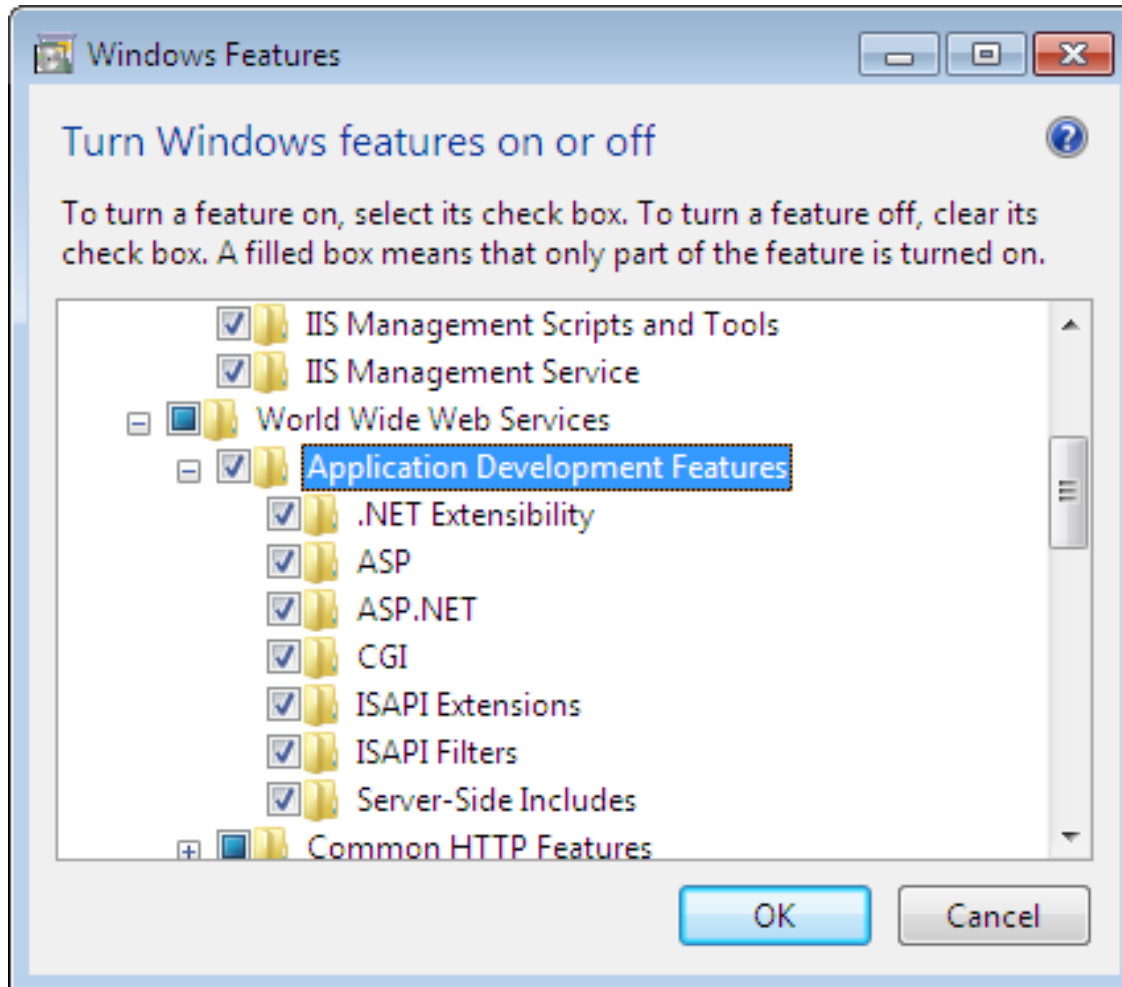 Windows Features
Turn Windows features on or off
To turn a feature on, select its check box. To turn a feature off, clear its
check box. A filled box means that only part of the feature is turned on.
IIS Management Scripts and Tools
IIS Management Service
World Wide Web Services
Application Development Features
.NET Extensibility
ASP
ASP.NET
CGI
ISAPI Extensions
ISAPI Filters
Server-Side Includes
Common HTTP Features
OK Cancel